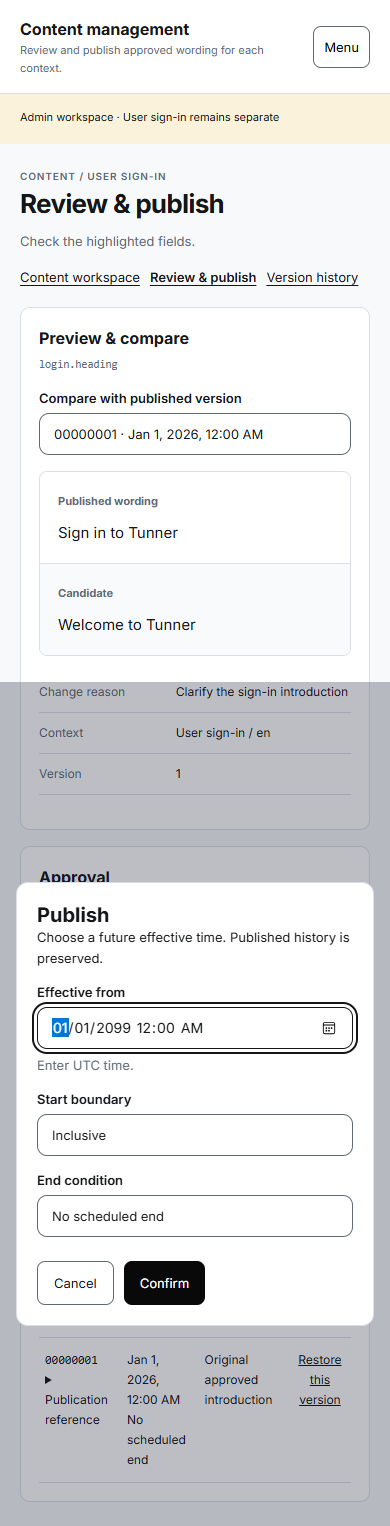 Content management
Review and publish approved wording for each
context.
Menu
Admin workspace · User sign-in remains separate
CONTENT / USER SIGN-IN
Review & publish
Check the highlighted fields.
Content workspace Review & publish Version history
Preview & compare
login.heading
Compare with published version
00000001 · Jan 1, 2026, 12:00 AM
Published wording
Sign in to Tunner
Candidate
Welcome to Tunner
Change reason Clarify the sign-in introduction
Context User sign-in / en
Version 1
Approval
Publish
Choose a future effective time. Published history is
preserved.
Effective from
01/01/2099 12:00 AM
Enter UTC time.
Start boundary
Inclusive
End condition
No scheduled end
Cancel Confirm
00000001 Jan 1, Original Restore
▶ 2026, approved this
Publication 12:00 AM introduction version
reference No
scheduled
end